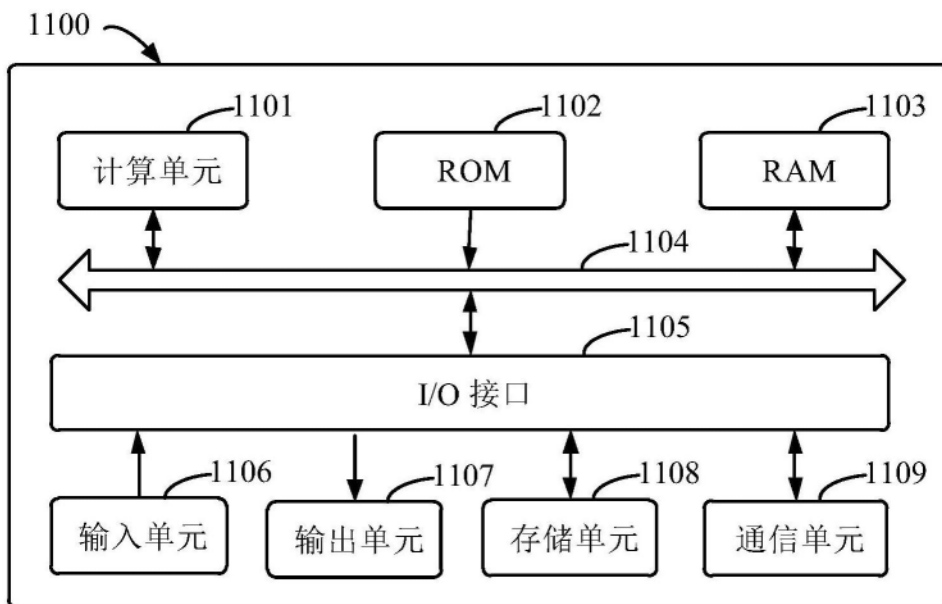 1100
1101
1102
1103
计算单元
ROM
RAM
1104
1105
I/O 接口
1106
1107
1108
1109
输入单元
输出单元
存储单元
通信单元